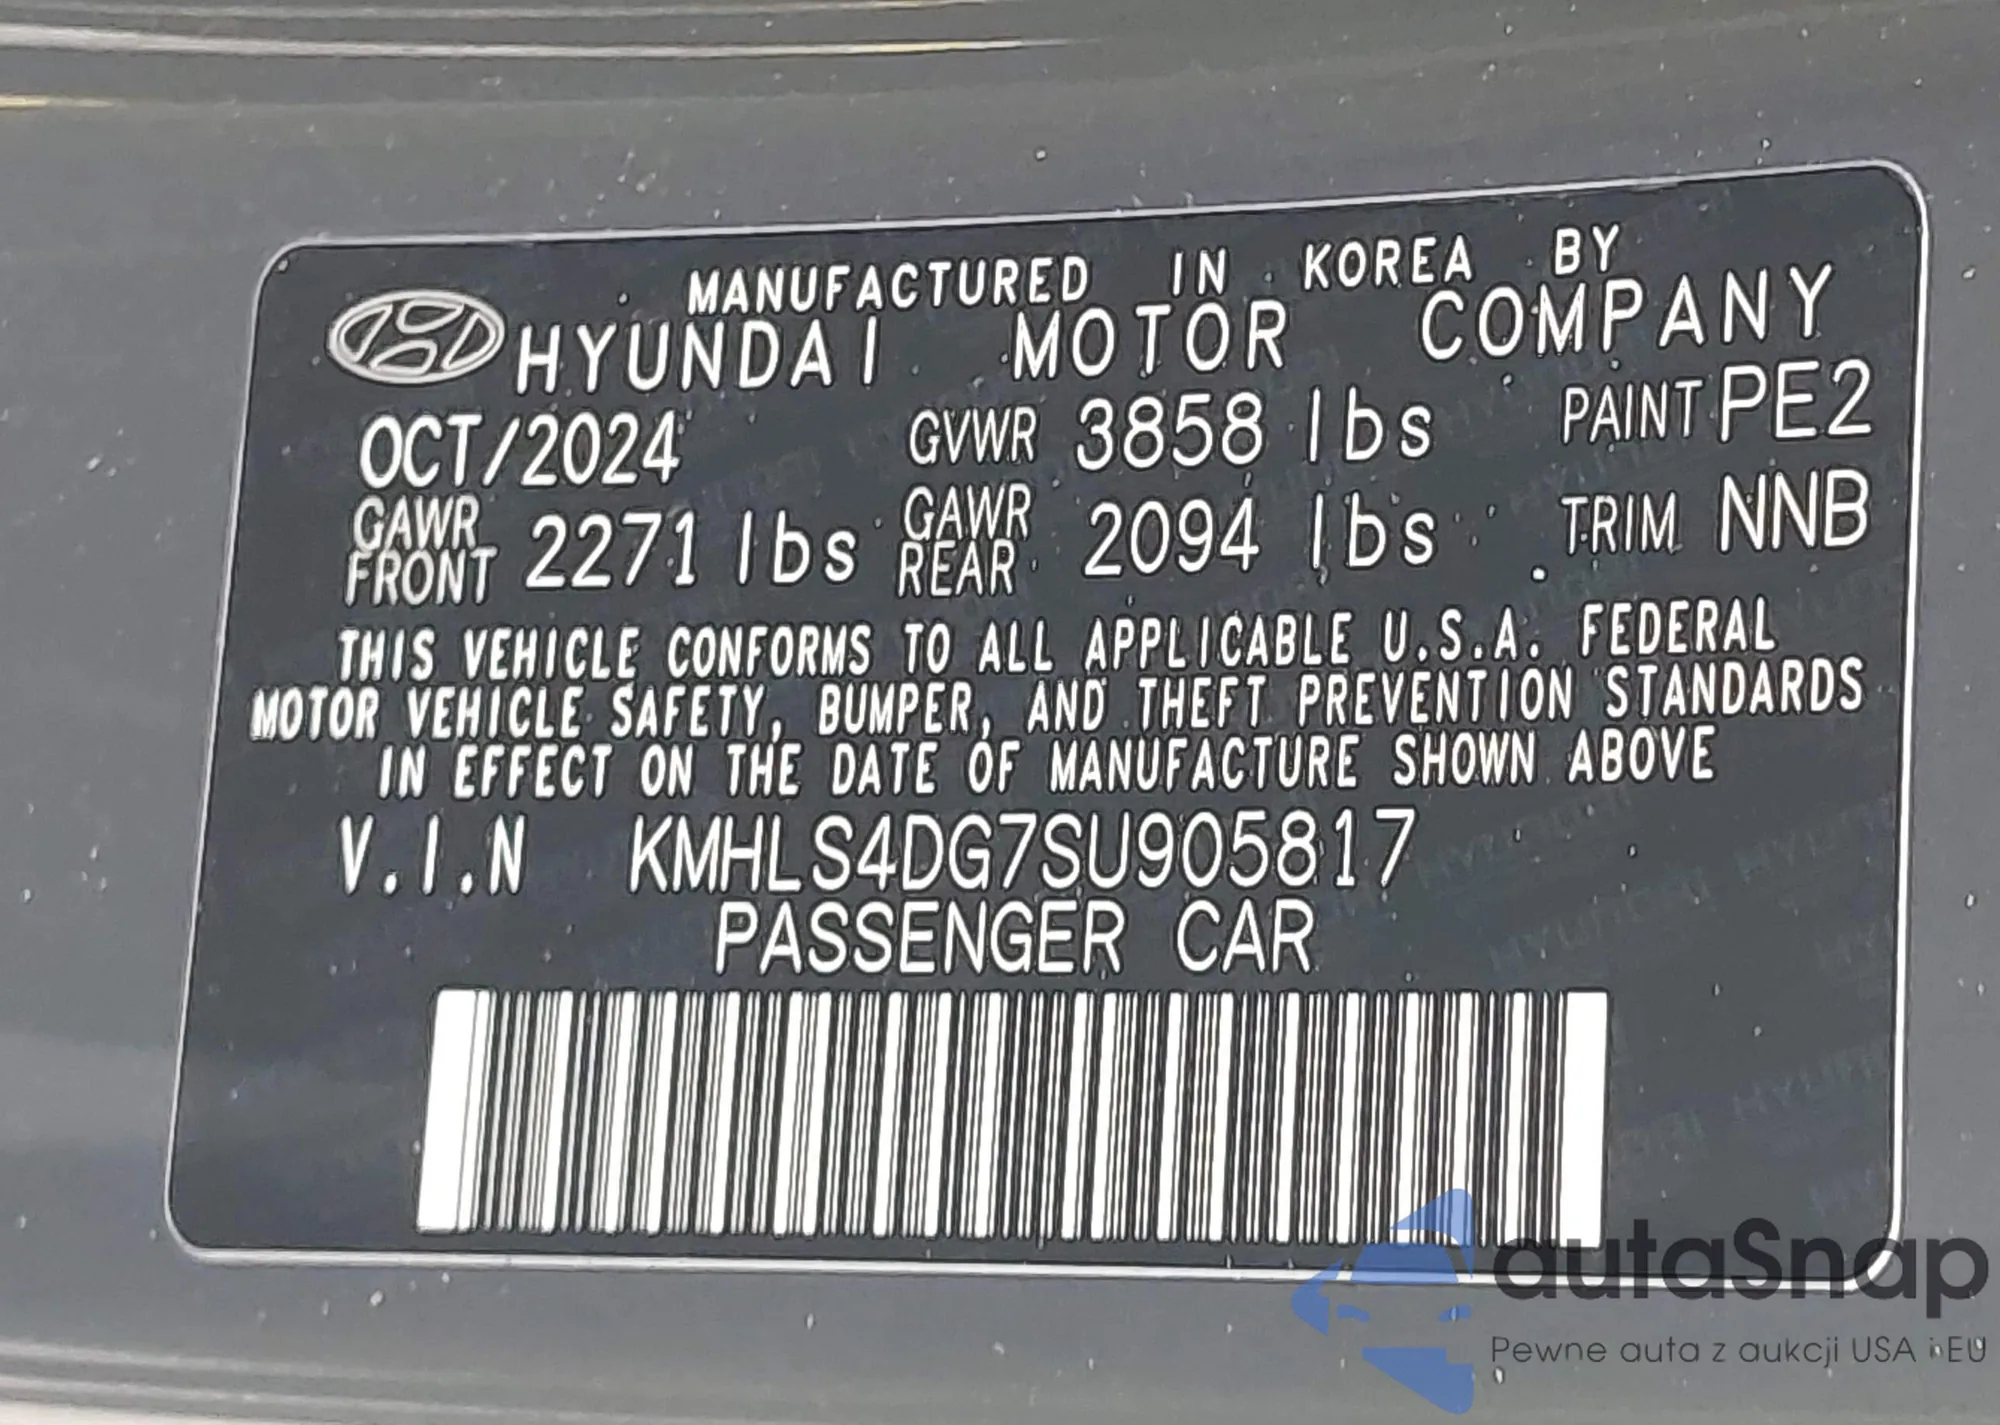 MANUFACTURED IN KOREA BY
HYUNDAI MOTOR COMPANY
OCT/2024 GVWR 3858 lbs PAINT PE2
GAWR FRONT 2271 lbs GAWR REAR 2094 lbs TRIM NNB
THIS VEHICLE CONFORMS TO ALL APPLICABLE U.S.A. FEDERAL
MOTOR VEHICLE SAFETY, BUMPER, AND THEFT PREVENTION STANDARDS
IN EFFECT ON THE DATE OF MANUFACTURE SHOWN ABOVE
V.I.N KMHLS4DG7SU905817
PASSENGER CAR
autaSnap
Pewne auta z aukcji USA i EU